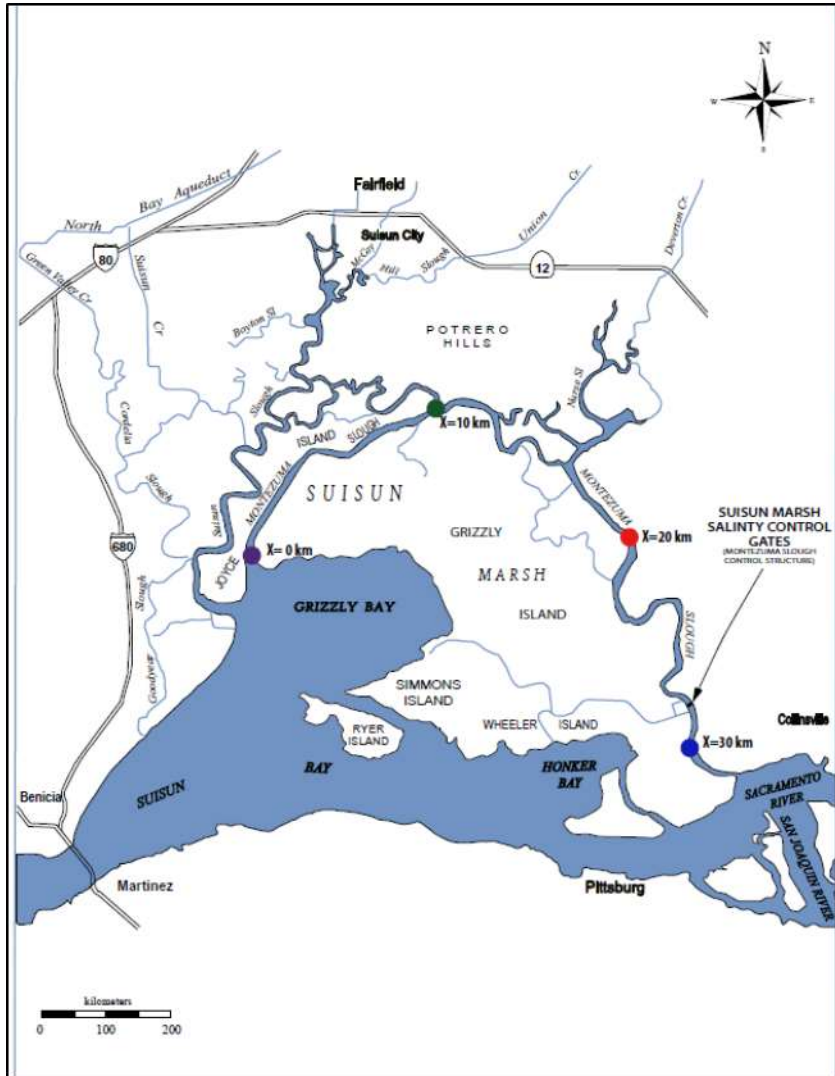 N
W
E
S
Fairfield
Bay Aqueduct
North
Suisun City
Union
Cr.
Denverton Cr.
McCoy
80
Green Valley Cr.
Suisun
Cr
Hill
Slough
12
Boyton Sl
POTRERO
HILLS
Nurse Sl
Slough
Cordelia
ISLAND
SLOUGH
X=10 km
MONTEZUMA
SUISUN
MONTEZUMA
SUISUN MARSH
SALINTY CONTROL
GATES
(MONTEZUMA SLOUGH
CONTROL STRUCTURE)
Slough
Suisun
GRIZZLY
X=20 km
680
X= 0 km
JOYCE
MARSH
GRIZZLY BAY
ISLAND
Slough
SLOUGH
Goodyear
SIMMONS
ISLAND
WHEELER
ISLAND
Collinsville
RYER
ISLAND
X=30 km
HONKER
BAY
BAY
SUISUN
Benicia
SACRAMENTO
RIVER
SAN JOAQUIN RIVER
Martinez
Pittsburg
kilometers
0
100
200